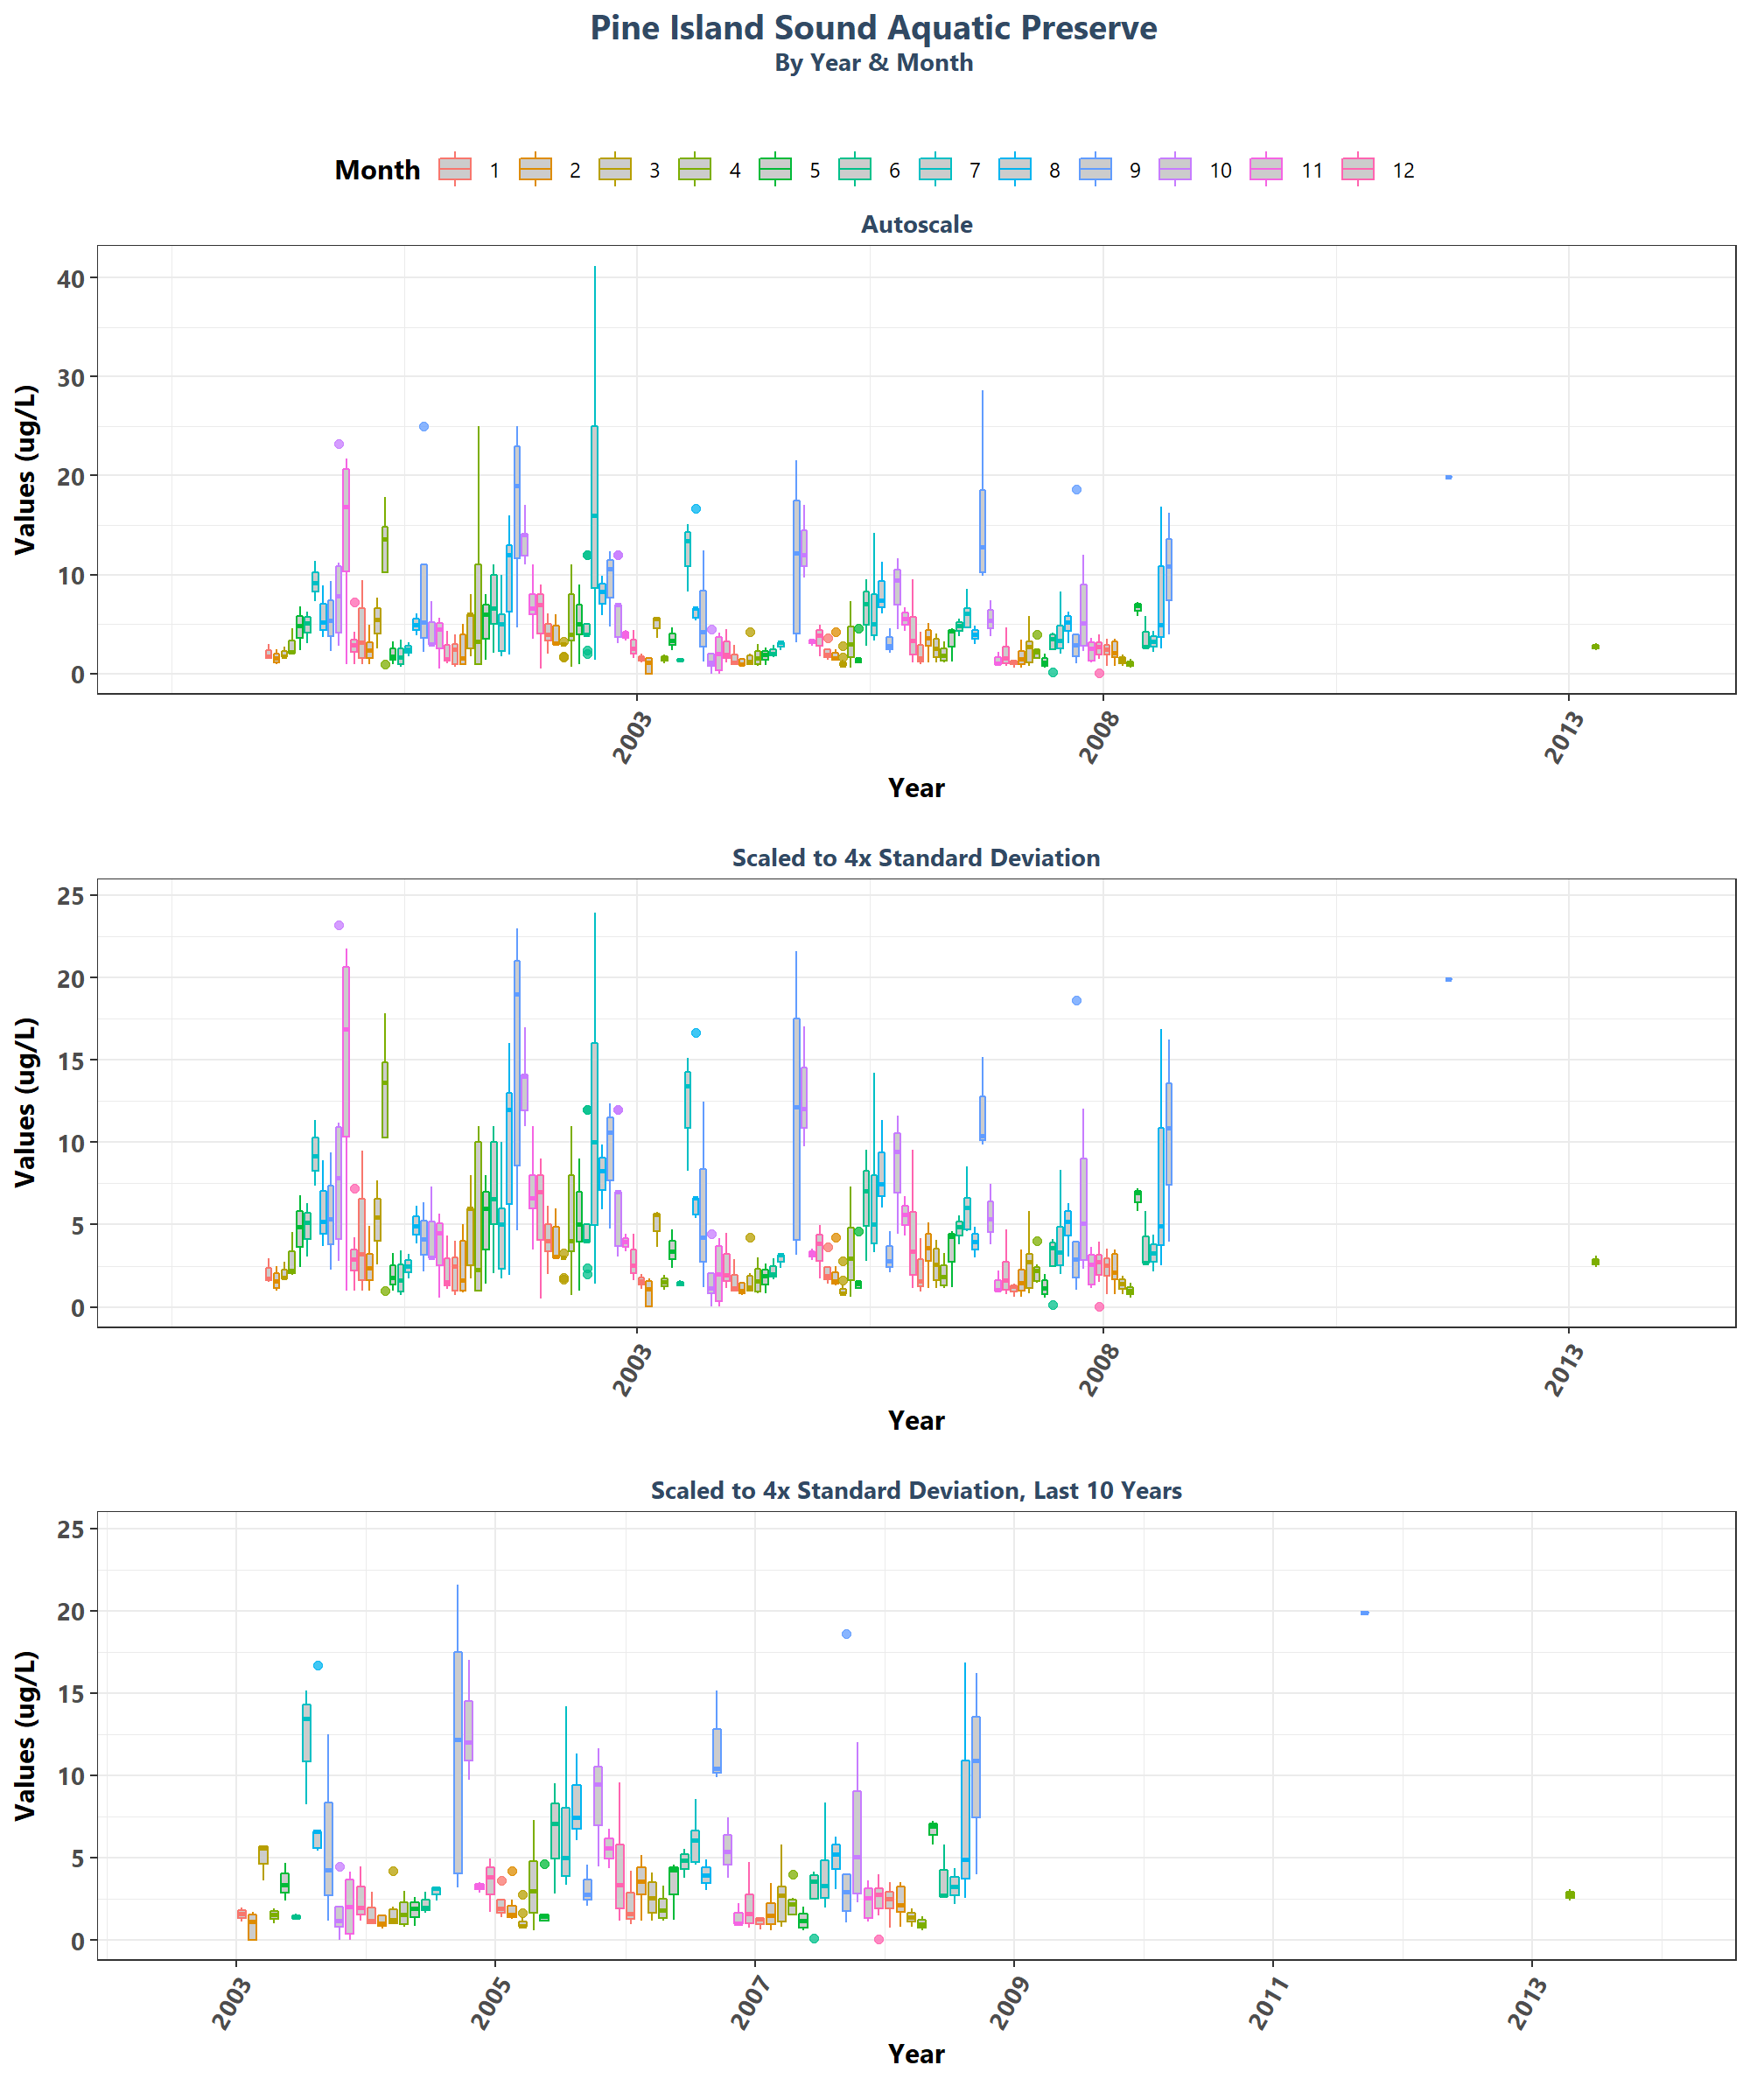 Pine Island Sound Aquatic Preserve
By Year & Month
Month 1 2 3 4 5 6 7 8 9 10 11 12
Autoscale
Values (ug/L)
40
30
20
10
0
2003 2008 2013
Year
Scaled to 4x Standard Deviation
Values (ug/L)
25
20
15
10
5
0
2003 2008 2013
Year
Scaled to 4x Standard Deviation, Last 10 Years
Values (ug/L)
25
20
15
10
5
0
2003 2005 2007 2009 2011 2013
Year